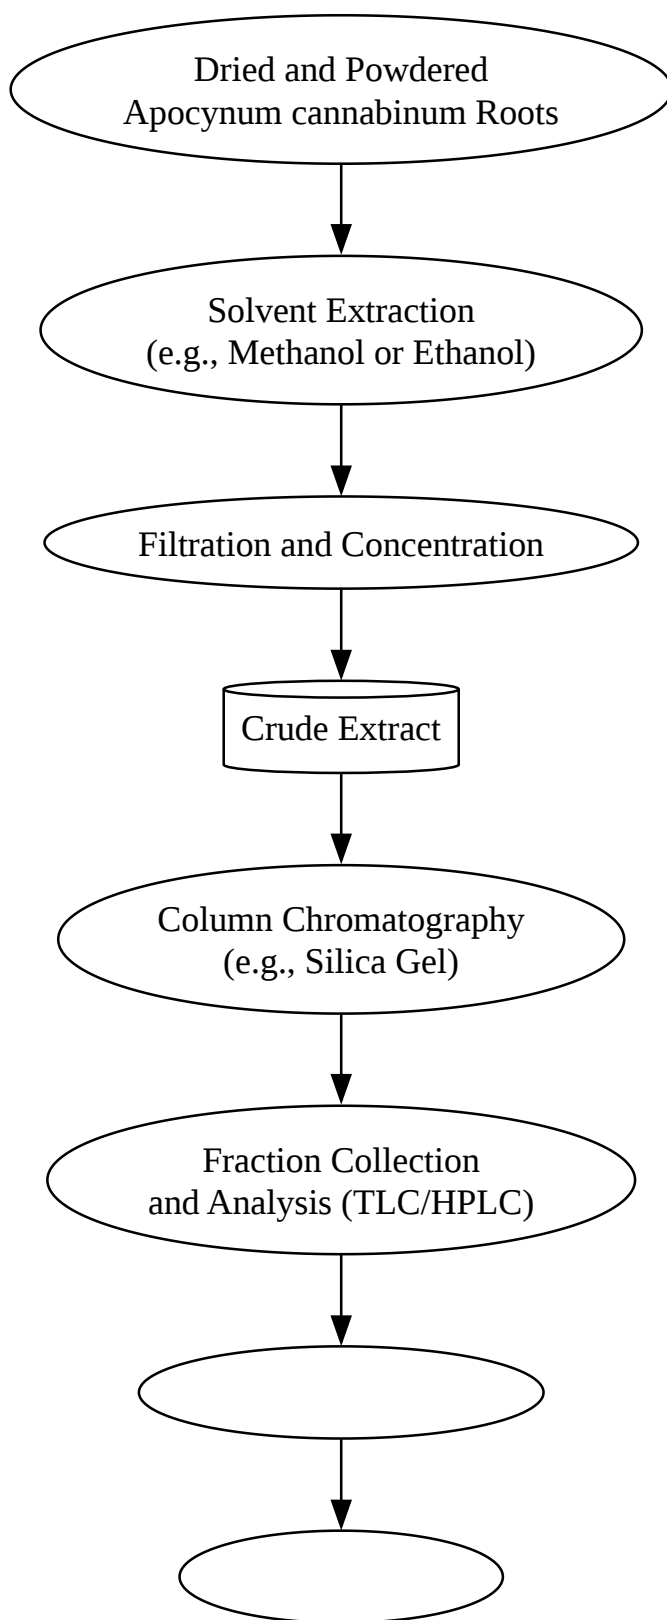 Dried and Powdered
Apocynum cannabinum Roots
Solvent Extraction
(e.g., Methanol or Ethanol)
Filtration and Concentration
Crude Extract
Column Chromatography
(e.g., Silica Gel)
Fraction Collection
and Analysis (TLC/HPLC)